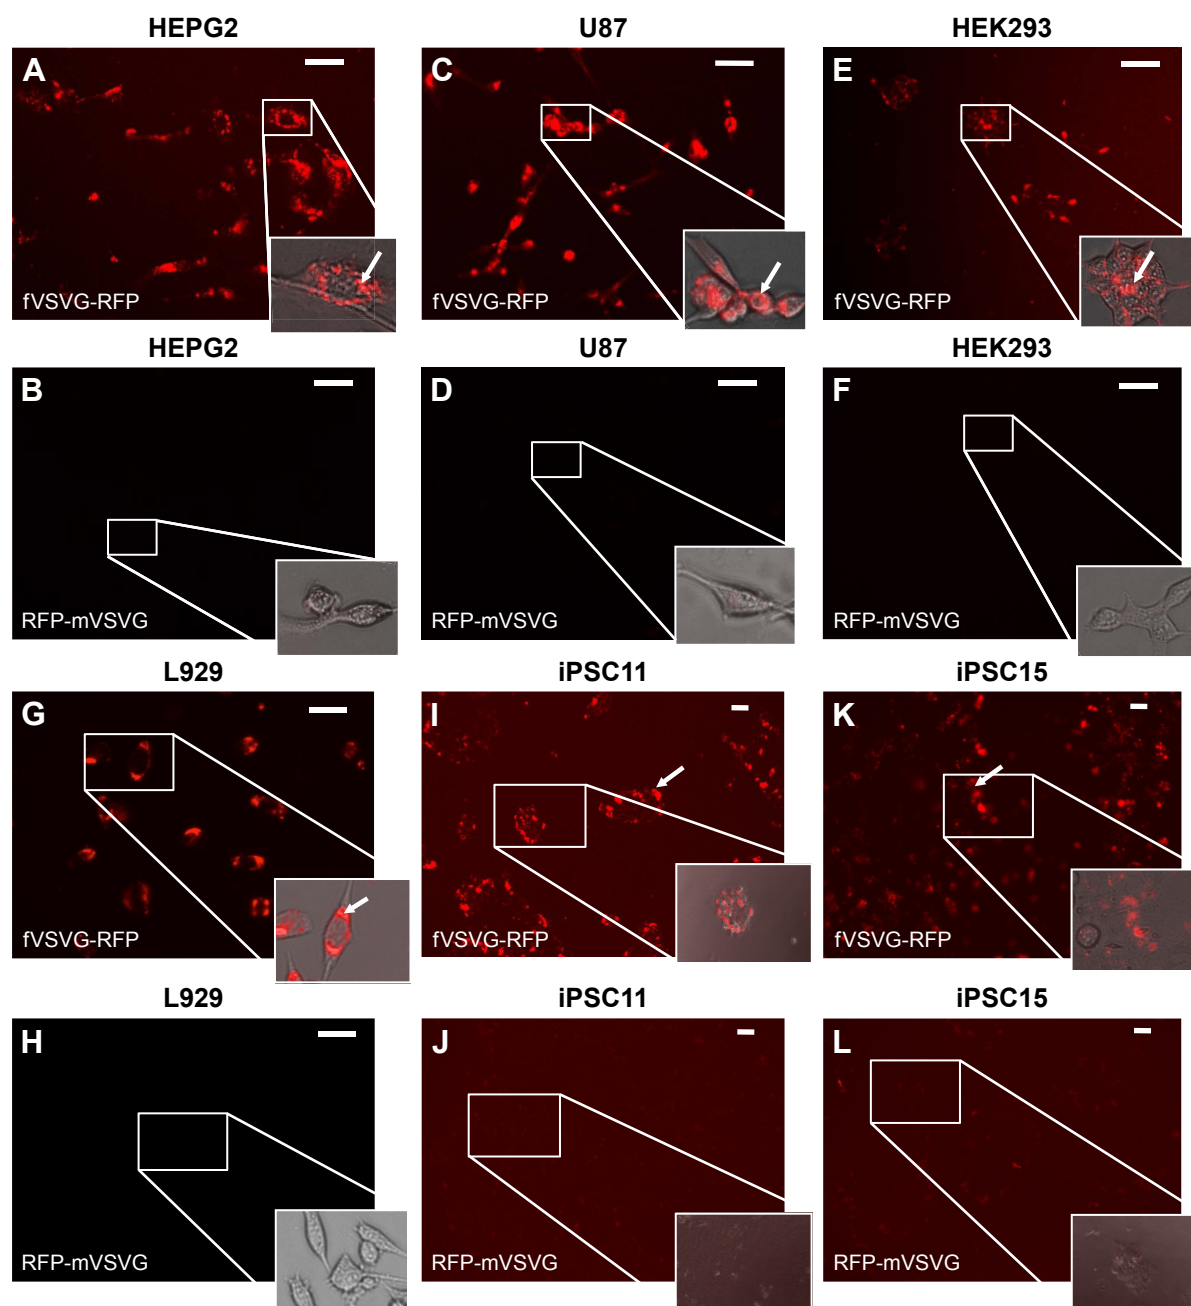 HEPG2 U87 HEK293
A C E
fVSVG-RFP fVSVG-RFP fVSVG-RFP
HEPG2 U87 HEK293
B D F
RFP-mVSVG RFP-mVSVG RFP-mVSVG
L929 iPSC11 iPSC15
G I K
fVSVG-RFP fVSVG-RFP fVSVG-RFP
L929 iPSC11 iPSC15
H J L
RFP-mVSVG RFP-mVSVG RFP-mVSVG